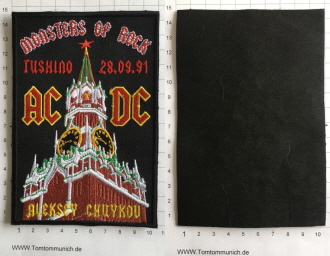 MONSTERS OF ROCK
TUSHINO 28.09.91
AC DC
ALEKSEY CHUYKOV
www.Tomtommunich.de
www.Tomtommunich.de